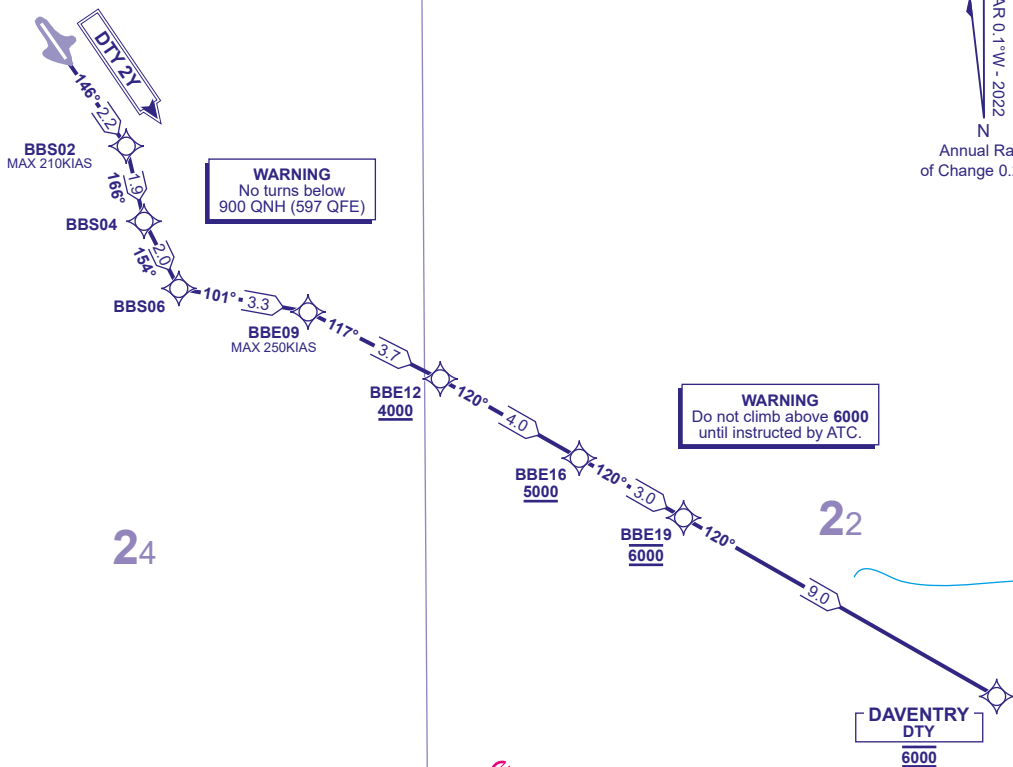 DTY 2Y
146°
2.2
BBS02
MAX 210KIAS
166°
1.9
BBS04
154°
2.0
BBS06
WARNING
No turns below
900 QNH (597 QFE)
101°
3.3
BBE09
MAX 250KIAS
117°
3.7
BBE12
4000
120°
4.0
BBE16
5000
120°
3.0
BBE19
6000
120°
9.0
WARNING
Do not climb above 6000
until instructed by ATC.
24
22
DAVENTRY
DTY
6000
0.1°W - 2022
N
Annual
of Change